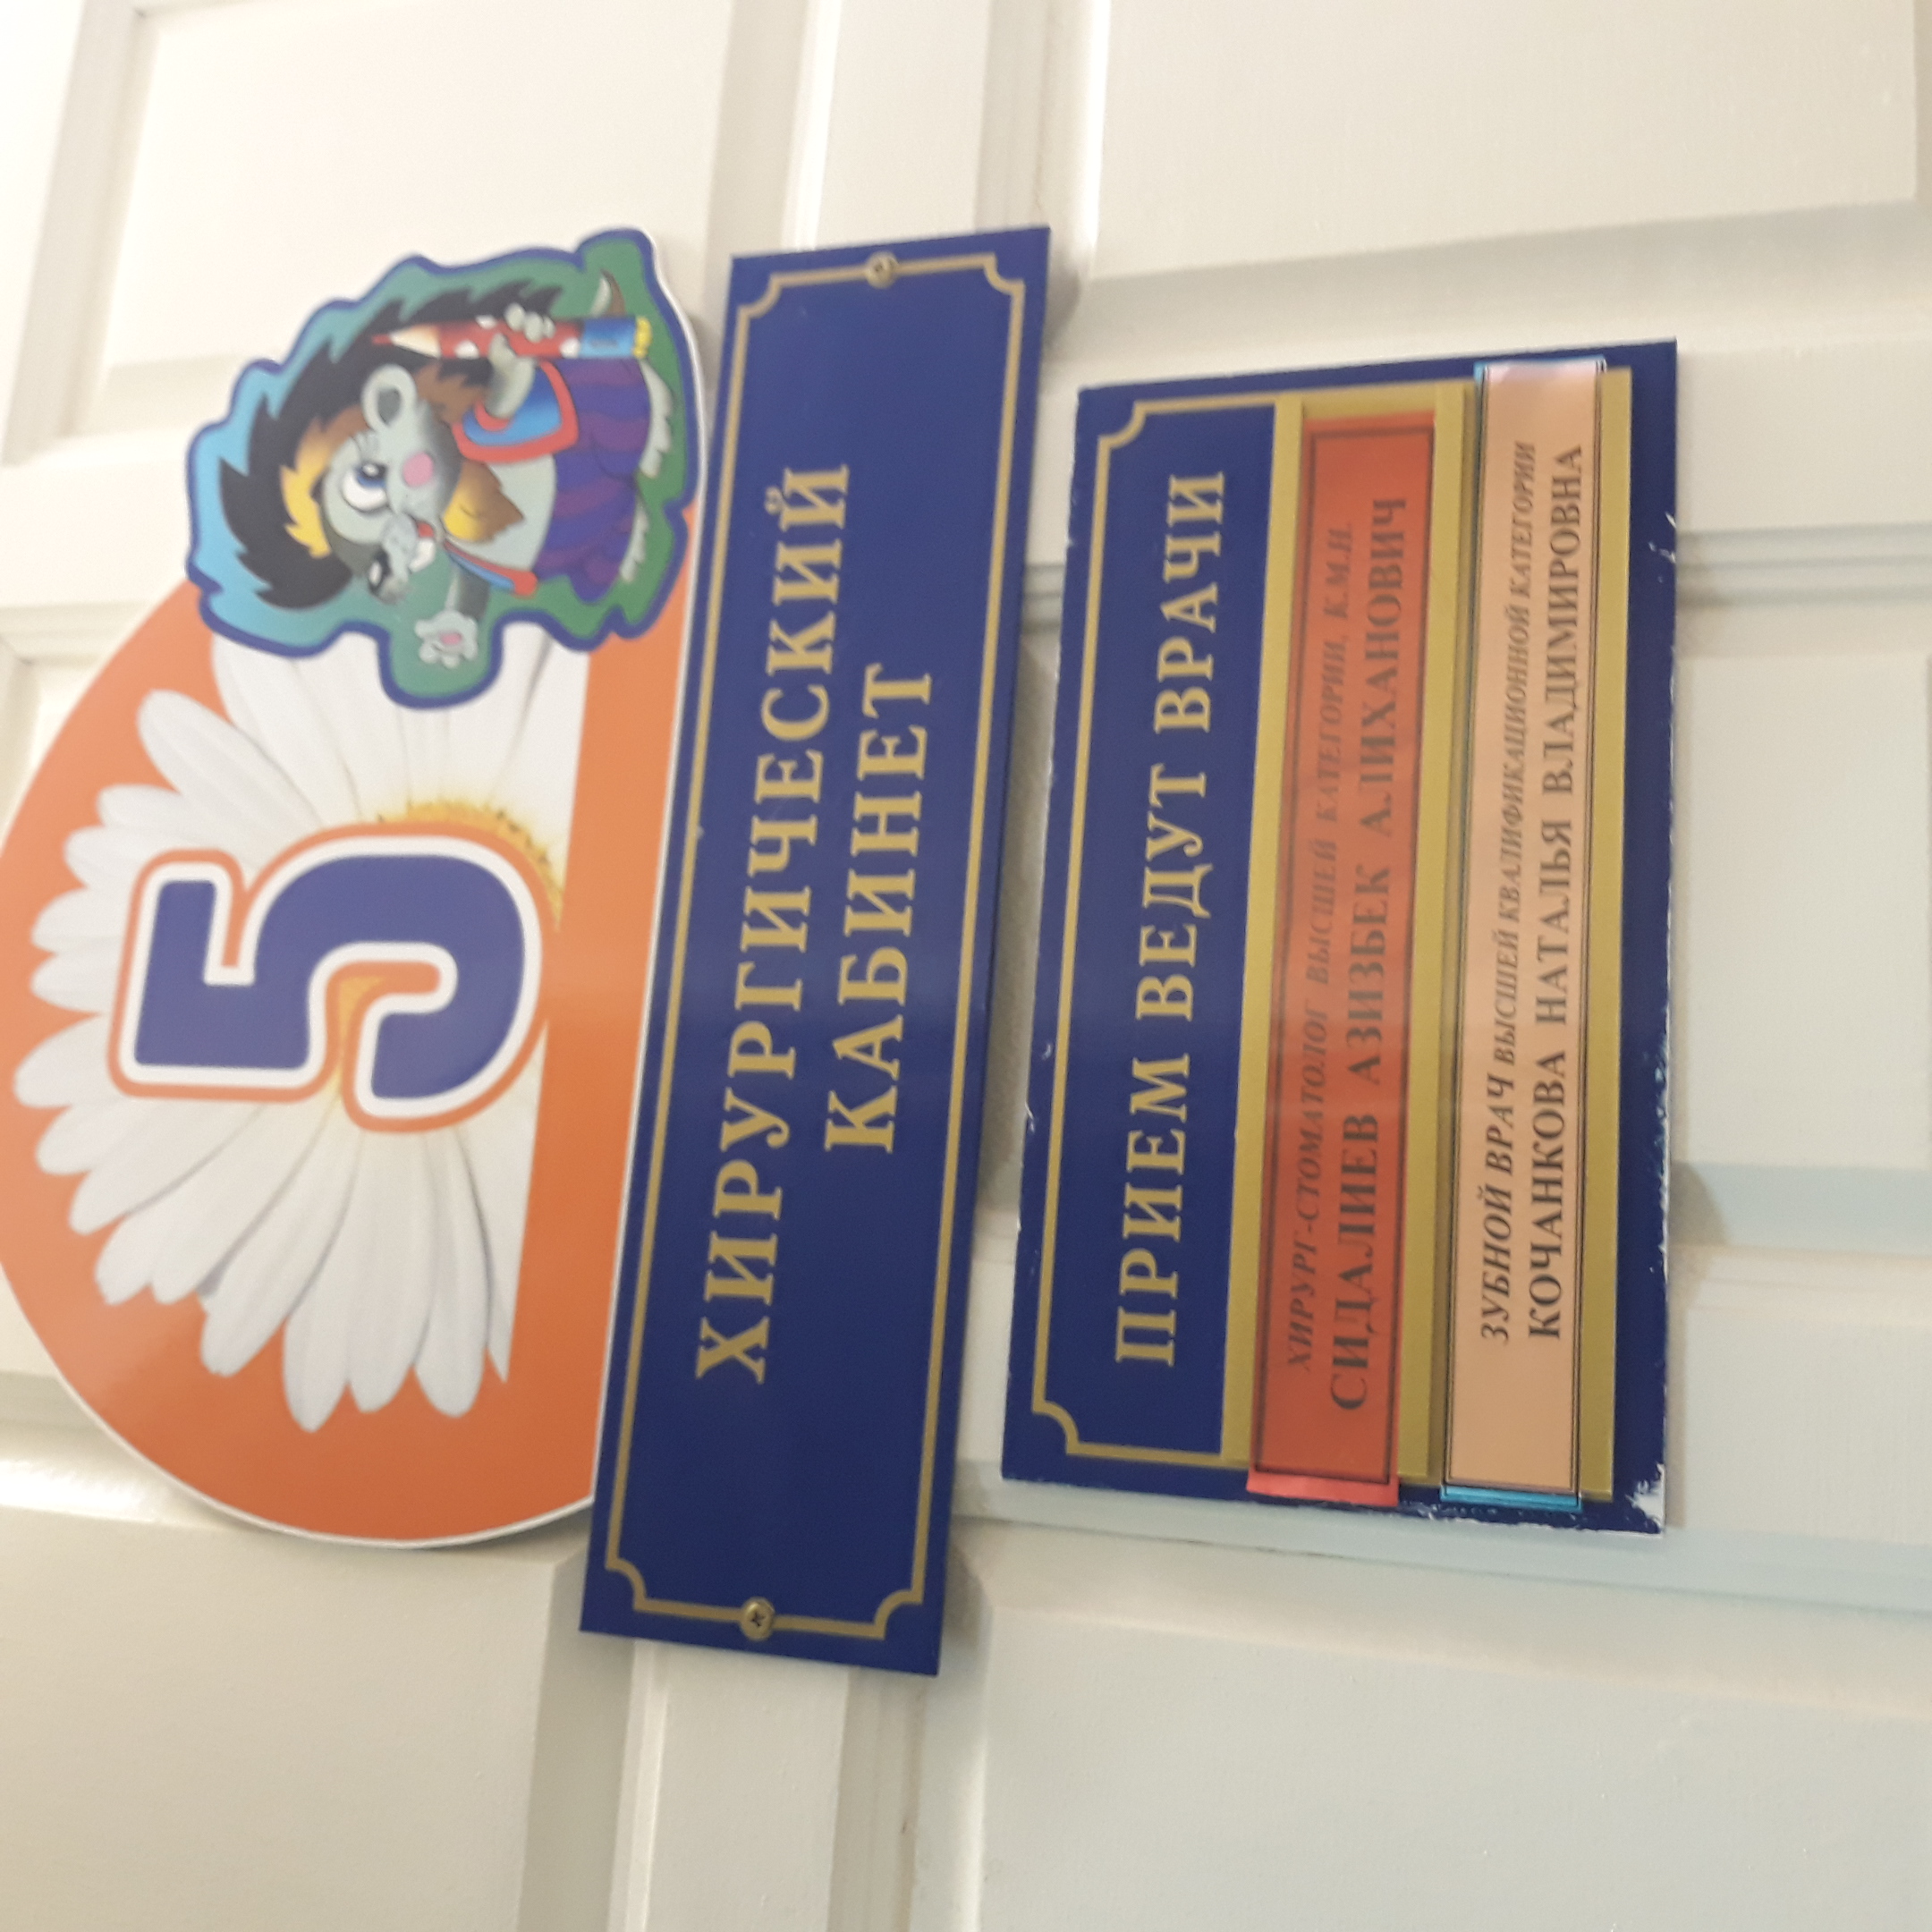 5
ХИРУРГИЧЕСКИЙ
КАБИНЕТ
ПРИЕМ ВЕДУТ ВРАЧИ
ХИРУРГ-СТОМАТОЛОГ ВЫСШЕЙ КАТЕГОРИИ, К.М.Н.
СИДАЛИЕВ АЗИЗБЕК АЛИХАНОВИЧ
ЗУБНОЙ ВРАЧ ВЫСШЕЙ КВАЛИФИКАЦИОННОЙ КАТЕГОРИИ
КОЧАНКОВА НАТАЛЬЯ ВЛАДИМИРОВНА